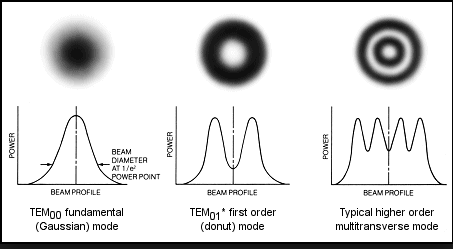 POWER
BEAM
DIAMETER
AT 1/e²
POWER POINT
BEAM PROFILE
TEM00 fundamental
(Gaussian) mode
POWER
BEAM PROFILE
TEM01* first order
(donut) mode
POWER
BEAM PROFILE
Typical higher order
multitransverse mode